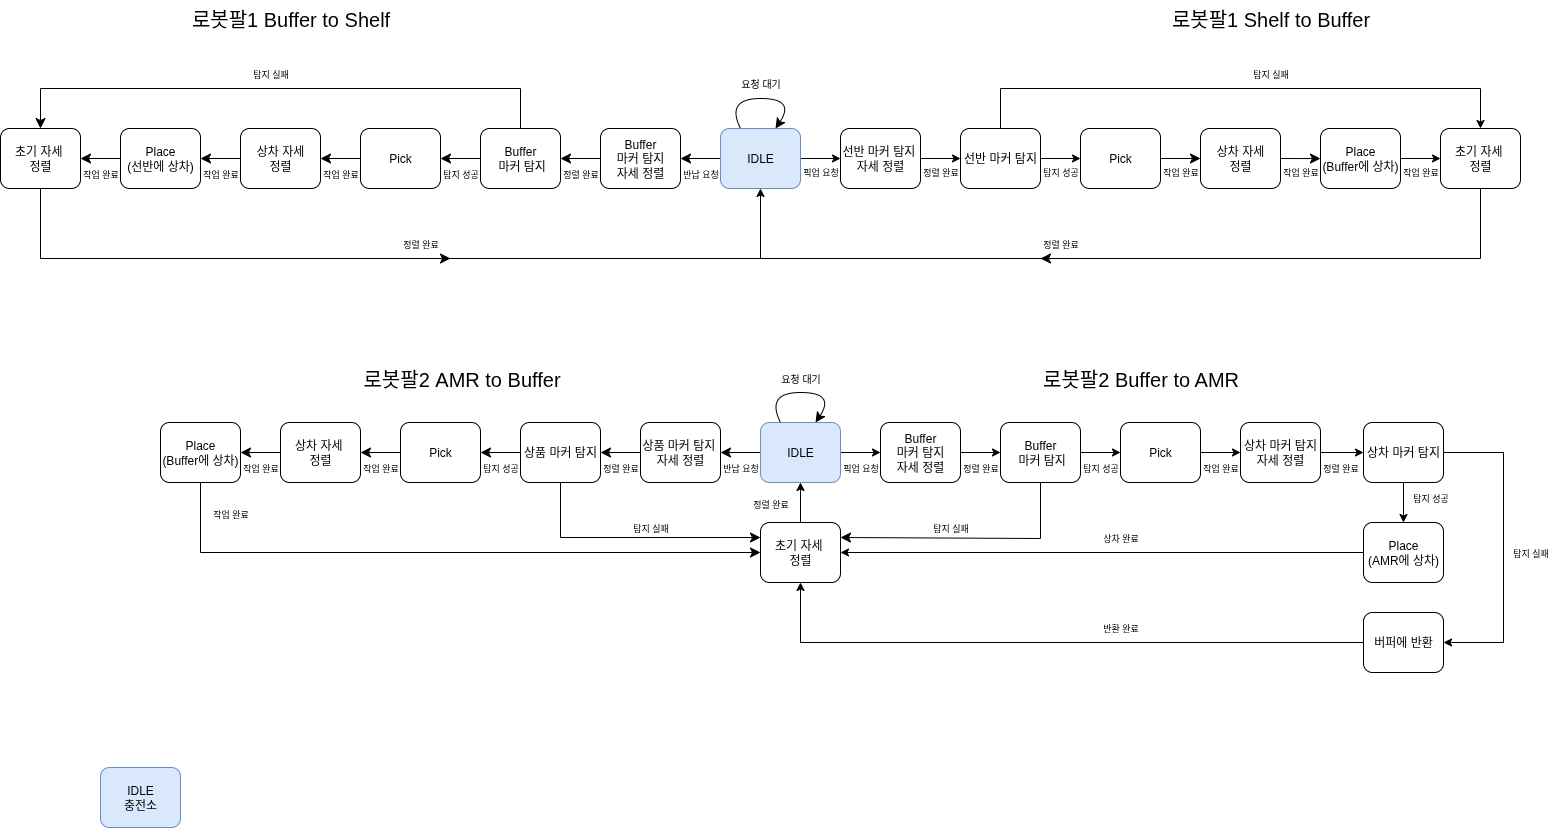 로봇팔1 Buffer to Shelf
로봇팔1 Shelf to Buffer
탐지 실패
요청 대기
탐지 실패
초기 자세
정렬
작업 완료
Place
(선반에 상차)
작업 완료
상차 자세
정렬
작업 완료
Pick
탐지 성공
Buffer
마커 탐지
정렬 완료
Buffer
마커 탐지
자세 정렬
반납 요청
IDLE
픽업 요청
선반 마커 탐지
자세 정렬
정렬 완료
선반 마커 탐지
탐지 성공
Pick
작업 완료
상차 자세
정렬
작업 완료
Place
(Buffer에 상차)
작업 완료
초기 자세
정렬
정렬 완료
정렬 완료
로봇팔2 AMR to Buffer
로봇팔2 Buffer to AMR
요청 대기
Place
(Buffer에 상차)
작업 완료
상차 자세
정렬
작업 완료
Pick
탐지 성공
상품 마커 탐지
정렬 완료
상품 마커 탐지
자세 정렬
반납 요청
IDLE
픽업 요청
Buffer
마커 탐지
자세 정렬
정렬 완료
Buffer
마커 탐지
탐지 성공
Pick
작업 완료
상차 마커 탐지
자세 정렬
정렬 완료
상차 마커 탐지
탐지 성공
작업 완료
정렬 완료
탐지 실패
탐지 실패
상차 완료
초기 자세
정렬
Place
(AMR에 상차)
탐지 실패
반환 완료
버퍼에 반환
IDLE
충전소